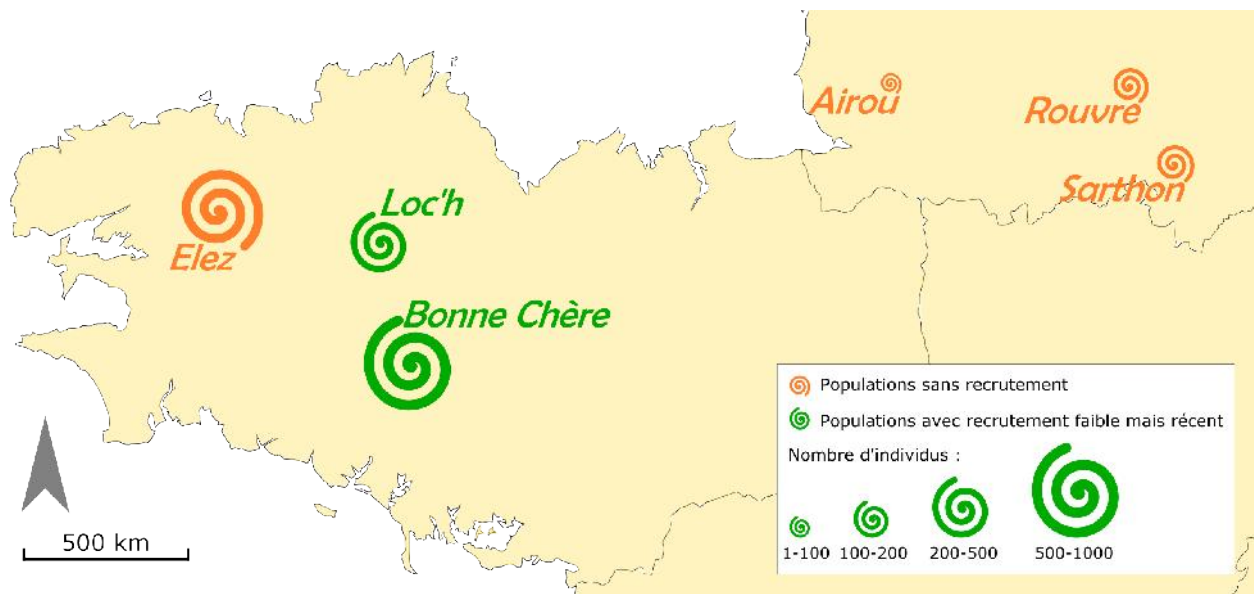 Airou
Rouvre
Sarthon
Loc'h
Elez
Bonne Chère
Populations sans recrutement
Populations avec recrutement faible mais récent
Nombre d'individus :
1-100 100-200 200-500 500-1000
500 km